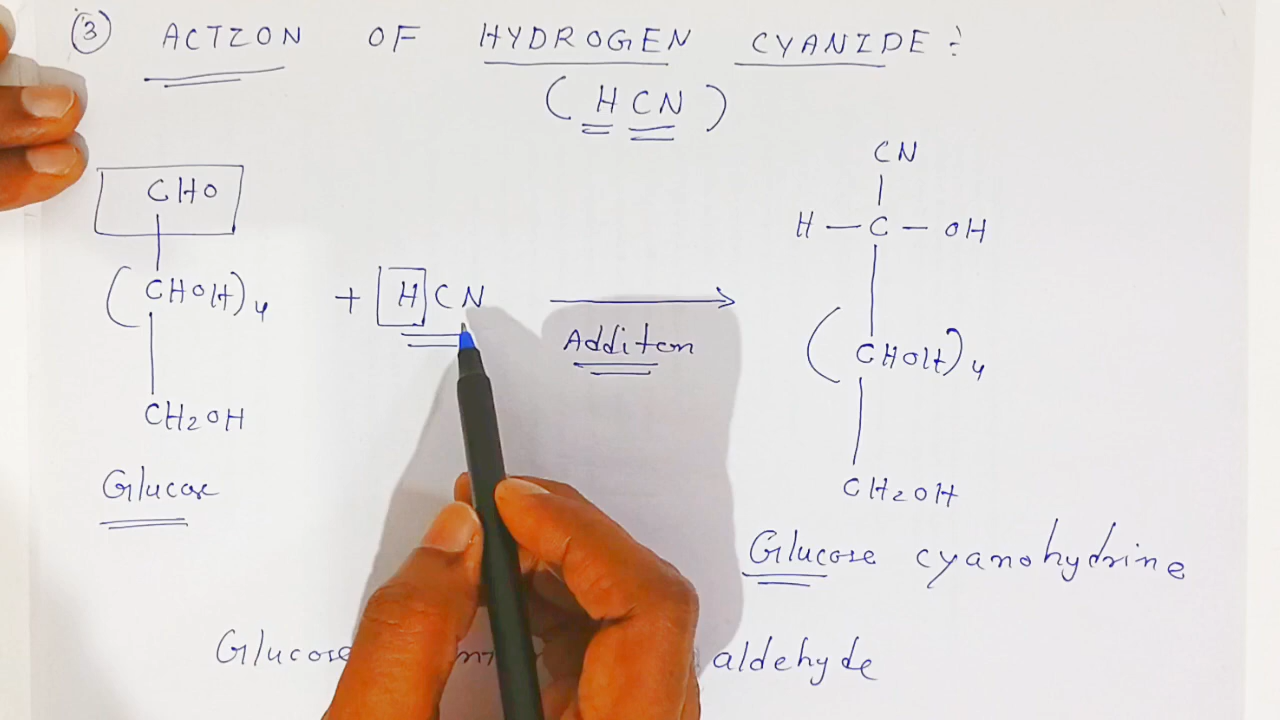 ③ ACTION OF HYDROGEN CYANIDE :
(HCN)
CHO
(CHOH)4
CH2OH
Glucose
+ HCN
Additon
CN
H — C — OH
(CHOH)4
CH2OH
Glucose cyanohydrine
Glucose aldehyde